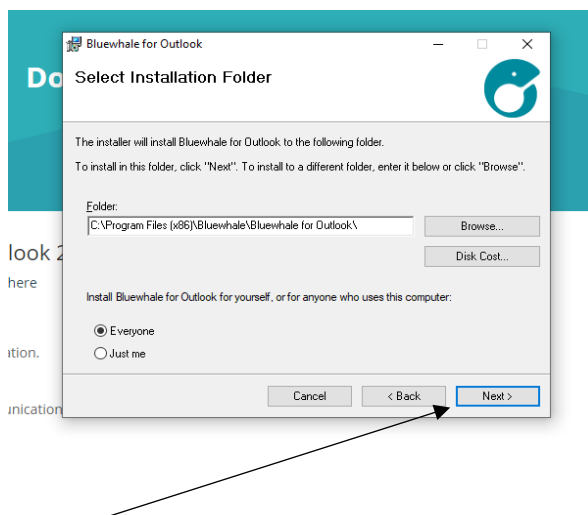 Bluewhale for Outlook
Do
Select Installation Folder
The installer will install Bluewhale for Outlook to the following folder.
To install in this folder, click "Next". To install to a different folder, enter it below or click "Browse".
Folder:
C:\Program Files (x86)\Bluewhale\Bluewhale for Outlook\
Browse...
Disk Cost...
look 2
here
Install Bluewhale for Outlook for yourself, or for anyone who uses this computer:
Everyone
Just me
ation.
Cancel
< Back
Next >
unication